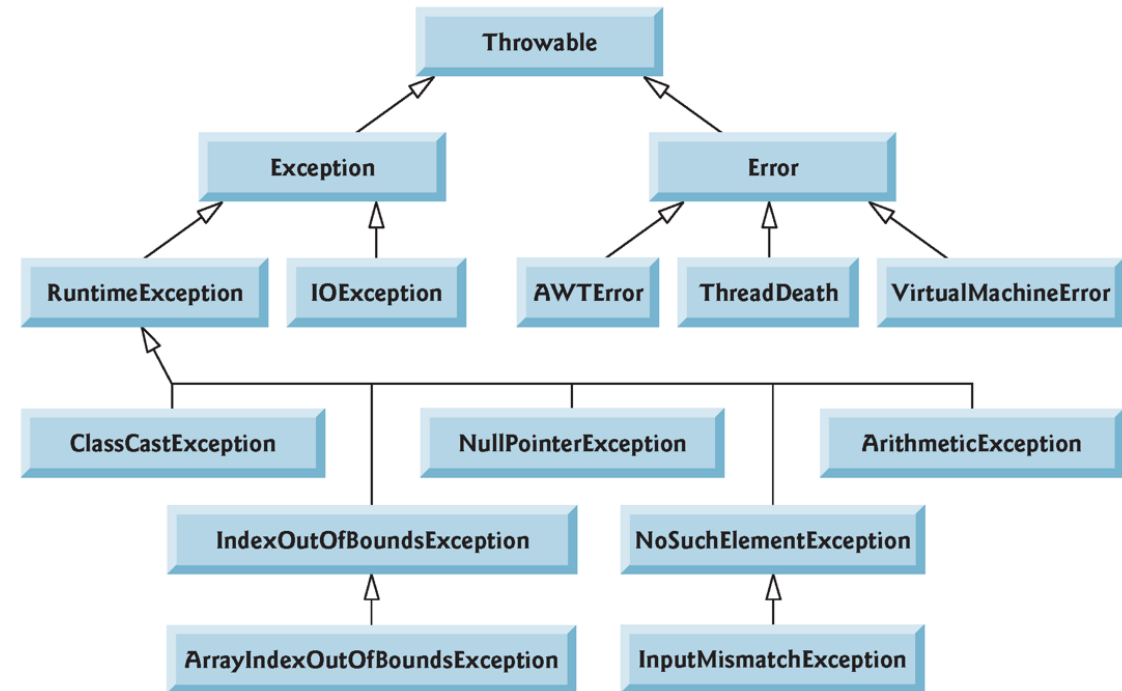 Throwable
Exception
Error
RuntimeException
IOException
AWTError
ThreadDeath
VirtualMachineError
ClassCastException
NullPointerException
ArithmeticException
IndexOutOfBoundsException
NoSuchElementException
ArrayIndexOutOfBoundsException
InputMismatchException